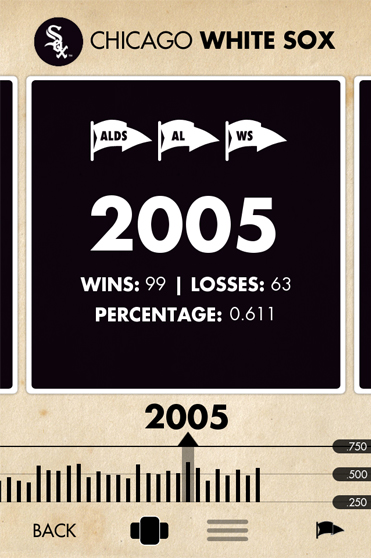 Sox
CHICAGO WHITE SOX
ALDS AL WS
2005
WINS: 99 | LOSSES: 63
PERCENTAGE: 0.611
2005
.750
.500
.250
BACK